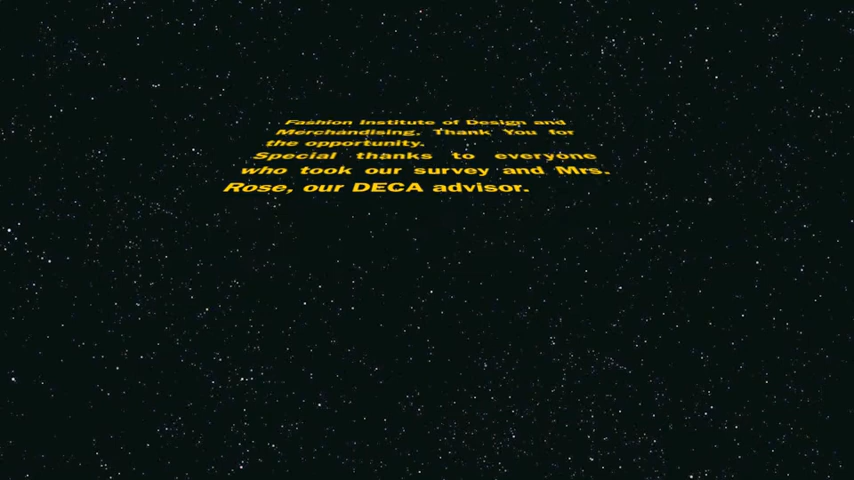 Fashion Institute of Design and
Merchandising. Thank You for
the opportunity.
Special thanks to everyone
who took our survey and Mrs.
Rose, our DECA advisor.